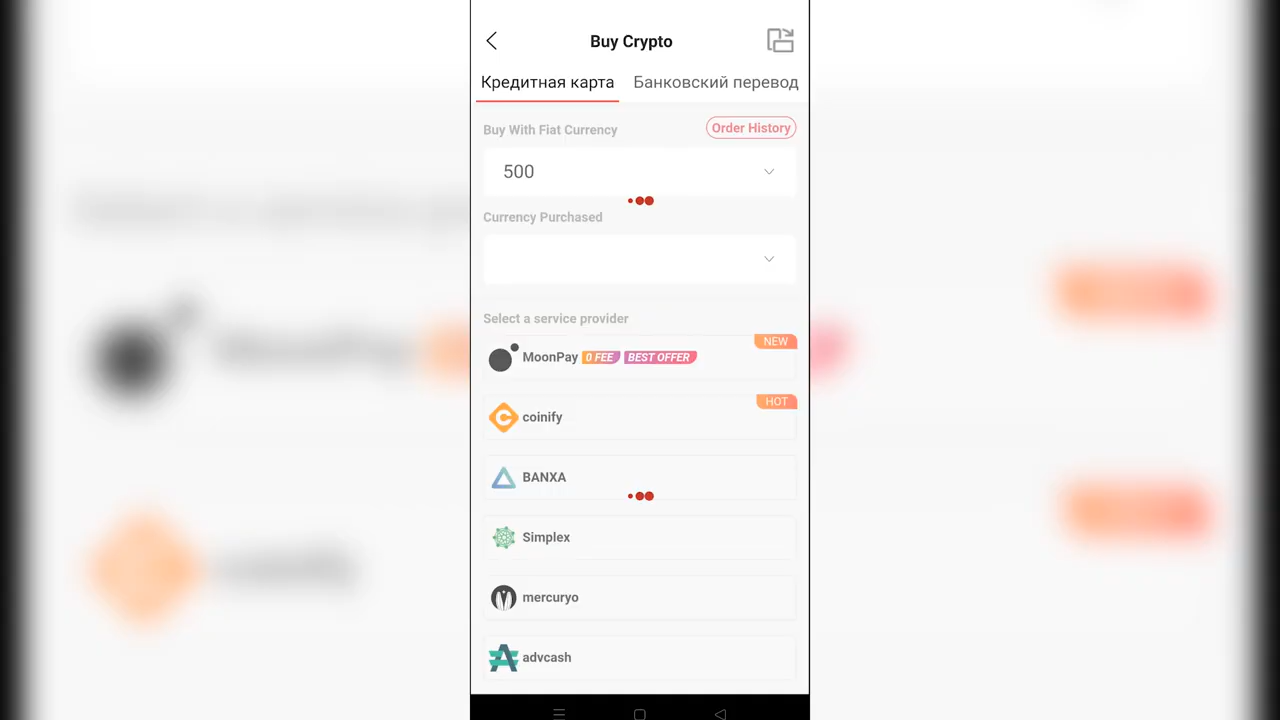 Buy Crypto
Кредитная карта Банковский перевод
Buy With Fiat Currency Order History
500
Currency Purchased
Select a service provider
NEW
MoonPay 0 FEE BEST OFFER
HOT
coinify
BANXA
Simplex
mercuryo
advcash